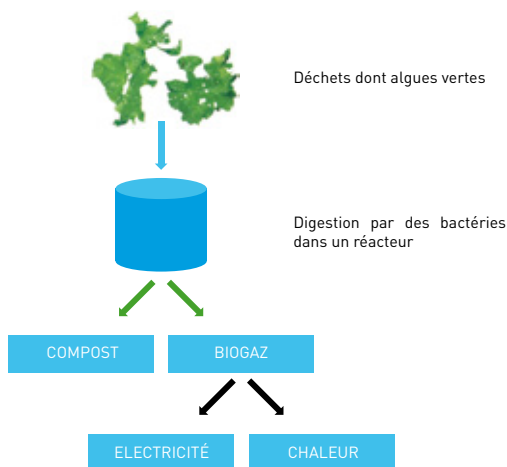 Déchets dont algues vertes
Digestion par des bactéries
dans un réacteur
COMPOST
BIOGAZ
ELECTRICITÉ
CHALEUR